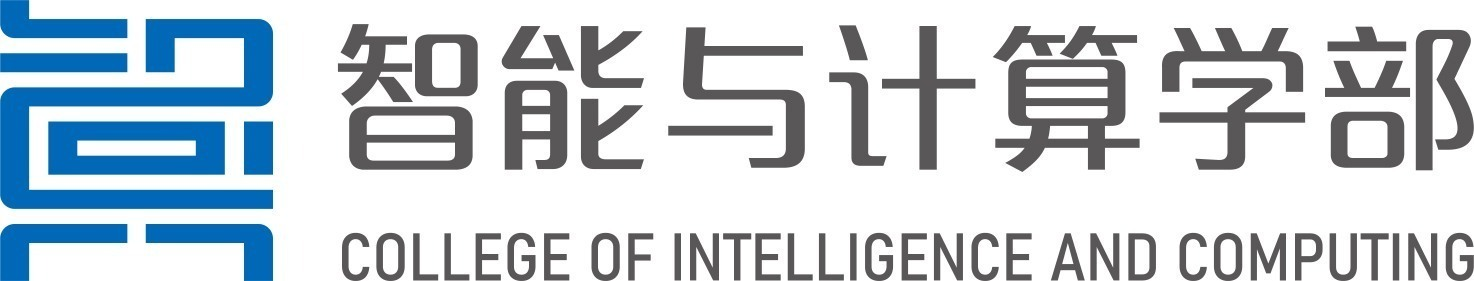 智能与计算学部
COLLEGE OF INTELLIGENCE AND COMPUTING